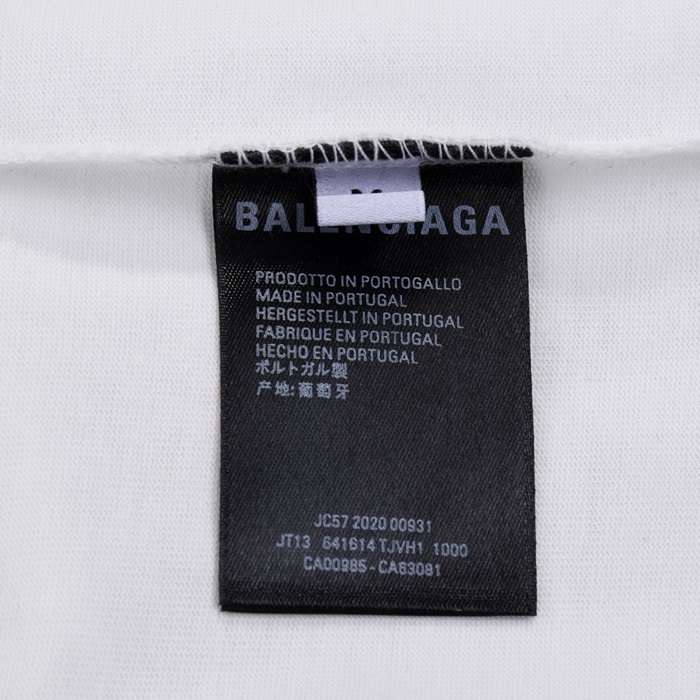 BALENCIAGA
PRODOTTO IN PORTOGALLO
MADE IN PORTUGAL
HERGESTELLT IN PORTUGAL
FABRIQUE EN PORTUGAL
HECHO EN PORTUGAL
ポルトガル製
产地:葡萄牙
JC57 2020 00931
JT13 641614 TJVH1 1000
CA00985-CA63081